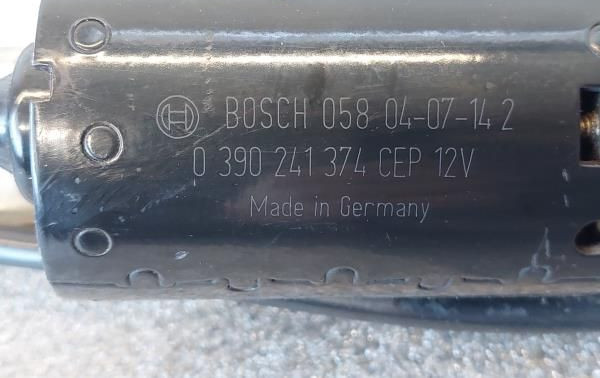 BOSCH 058 04-07-14 2
0 390 241 374 CEP 12V
Made in Germany